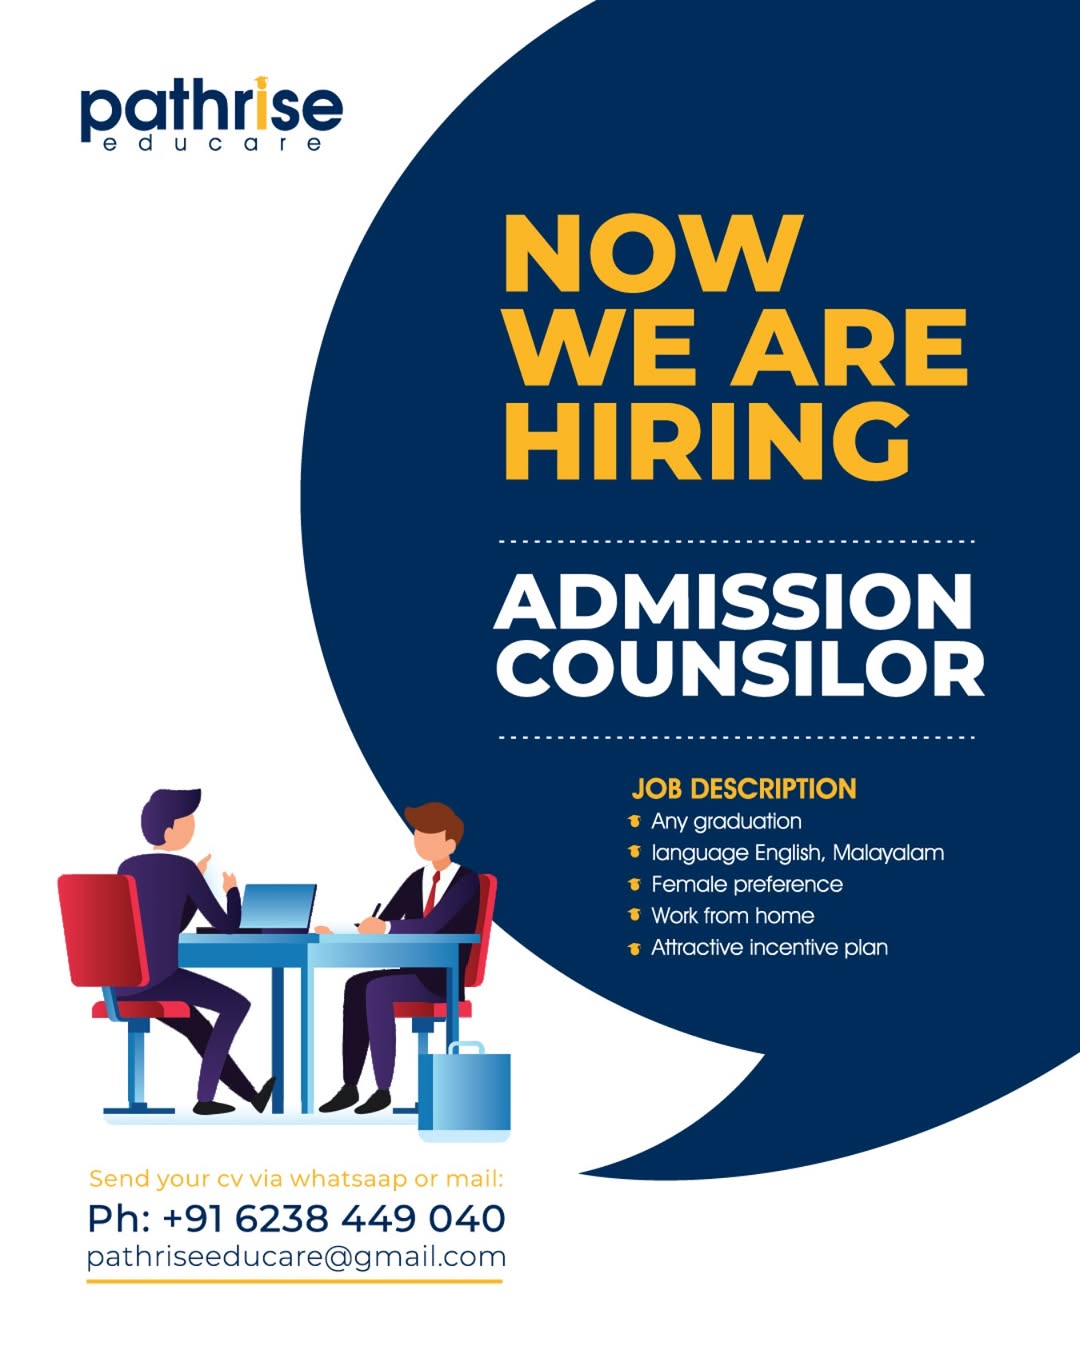 pathrise
educare
NOW
WE ARE
HIRING
ADMISSION
COUNSILOR
JOB DESCRIPTION
Any graduation
language English, Malayalam
Female preference
Work from home
Attractive incentive plan
Send your cv via whatsaap or mail:
Ph: +91 6238 449 040
pathriseeducare@gmail.com